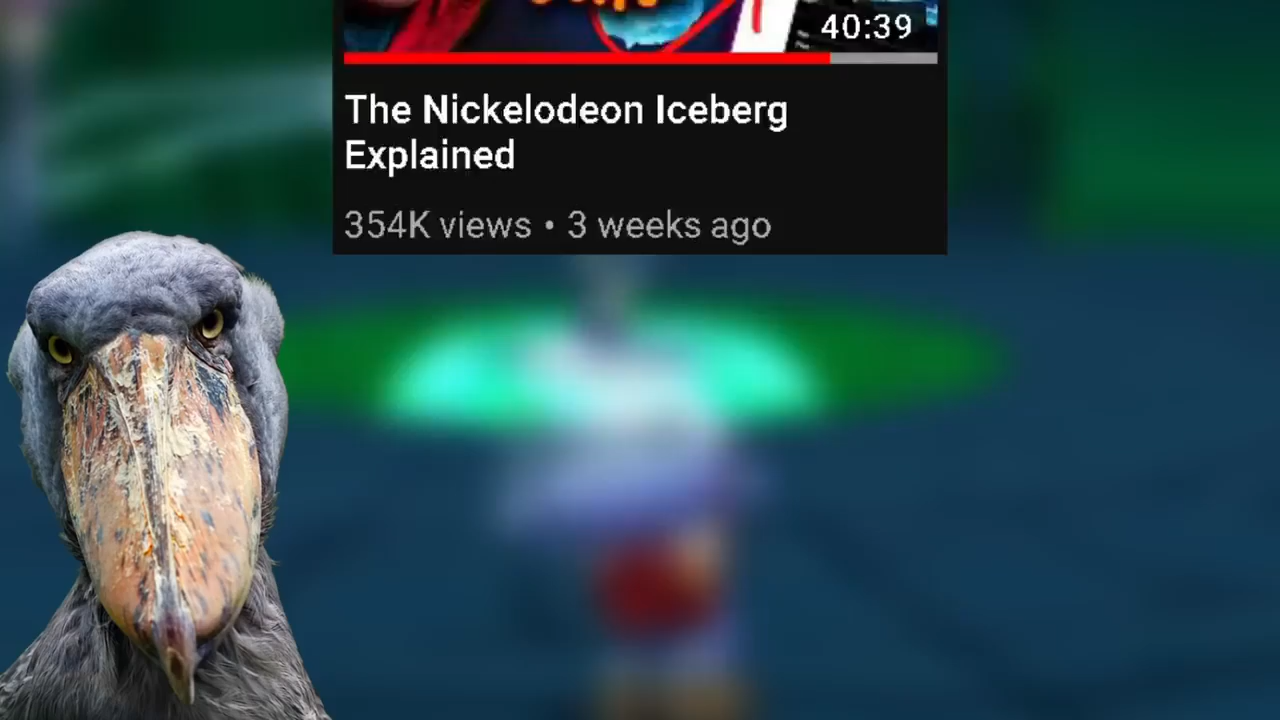 40:39
The Nickelodeon Iceberg
Explained
354K views • 3 weeks ago